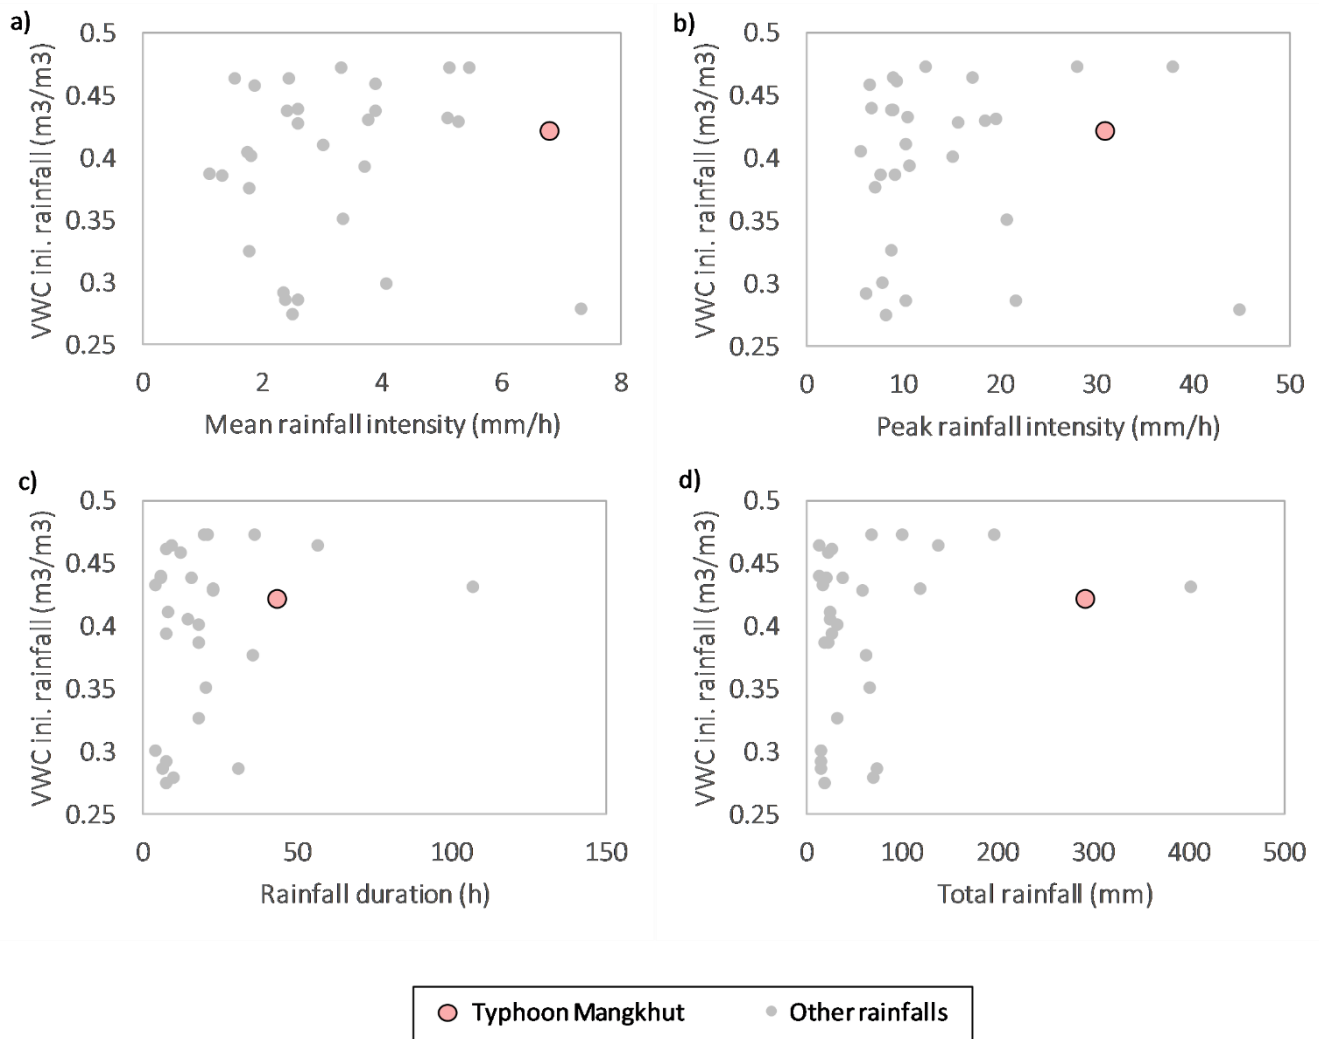 a)
0.5
0.45
0.4
0.35
0.3
0.25
VWC ini. rainfall (m3/m3)
0 2 4 6 8
Mean rainfall intensity (mm/h)
b)
0.5
0.45
0.4
0.35
0.3
0.25
VWC ini. rainfall (m3/m3)
0 10 20 30 40 50
Peak rainfall intensity (mm/h)
c)
0.5
0.45
0.4
0.35
0.3
0.25
VWC ini. rainfall (m3/m3)
0 50 100 150
Rainfall duration (h)
d)
0.5
0.45
0.4
0.35
0.3
0.25
VWC ini. rainfall (m3/m3)
0 100 200 300 400 500
Total rainfall (mm)
Typhoon Mangkhut Other rainfalls